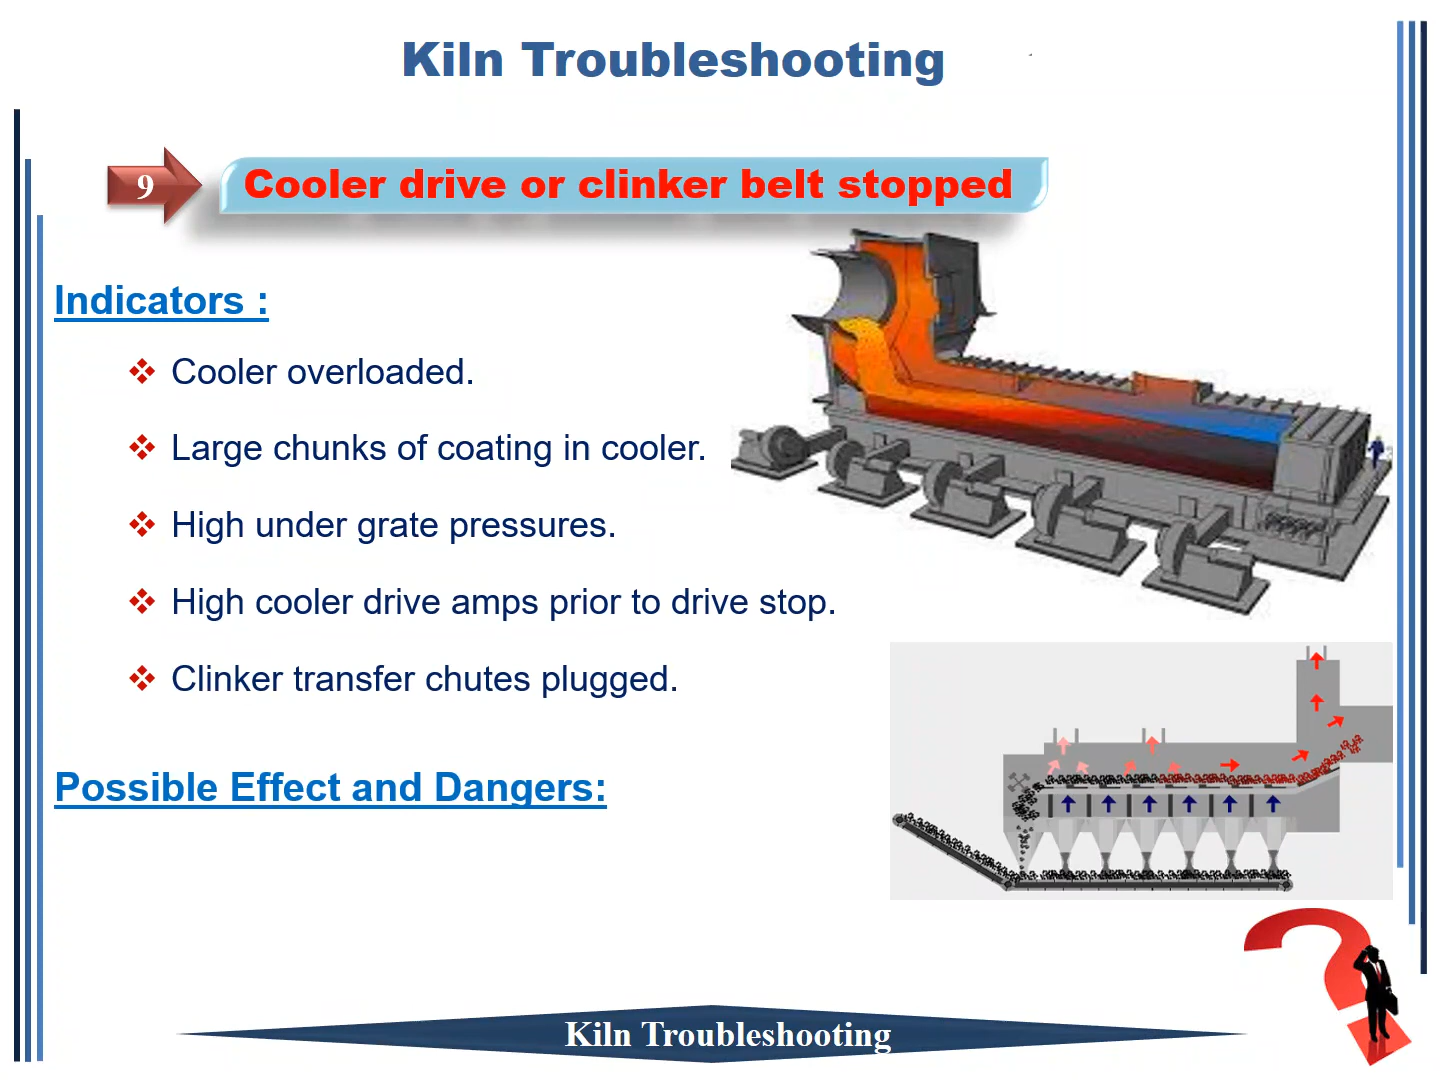 Kiln Troubleshooting
9
Cooler drive or clinker belt stopped
Indicators :
Cooler overloaded.
Large chunks of coating in cooler.
High under grate pressures.
High cooler drive amps prior to drive stop.
Clinker transfer chutes plugged.
Possible Effect and Dangers:
Kiln Troubleshooting